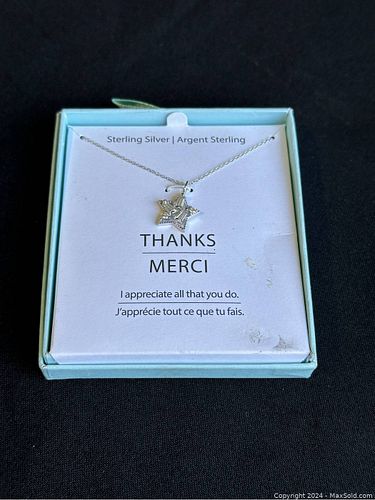 Sterling Silver | Argent Sterling
THANKS
MERCI
I appreciate all that you do.
J'apprécie tout ce que tu fais.
Copyright 2024 - MaxSold.com